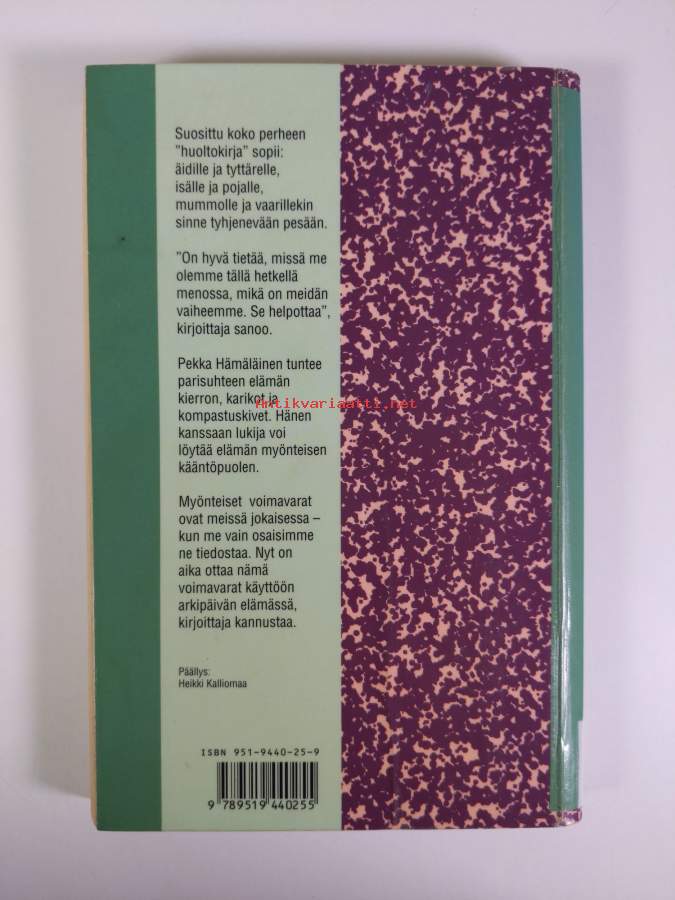 Suosittu koko perheen
"huoltokirja" sopii:
äidille ja tyttärelle,
isälle ja pojalle,
mummolle ja vaarillekin
sinne tyhjenevään pesään.
"On hyvä tietää, missä me
olemme tällä hetkellä
menossa, mikä on meidän
vaiheemme. Se helpottaa",
kirjoittaja sanoo.
Pekka Hämäläinen tuntee
parisuhteen elämän
kierron, karikot ja
kompastuskivet. Hänen
kanssaan lukija voi
löytää elämän myönteisen
kääntöpuolen.
Myönteiset voimavarat
ovat meissä jokaisessa –
kun me vain osaisimme
ne tiedostaa. Nyt on
aika ottaa nämä
voimavarat käyttöön
arkipäivän elämässä,
kirjoittaja kannustaa.
Päällys:
Heikki Kalliomaa
ISBN 951-9440-25-9
9 789519 440255
Antikvariaatti.net